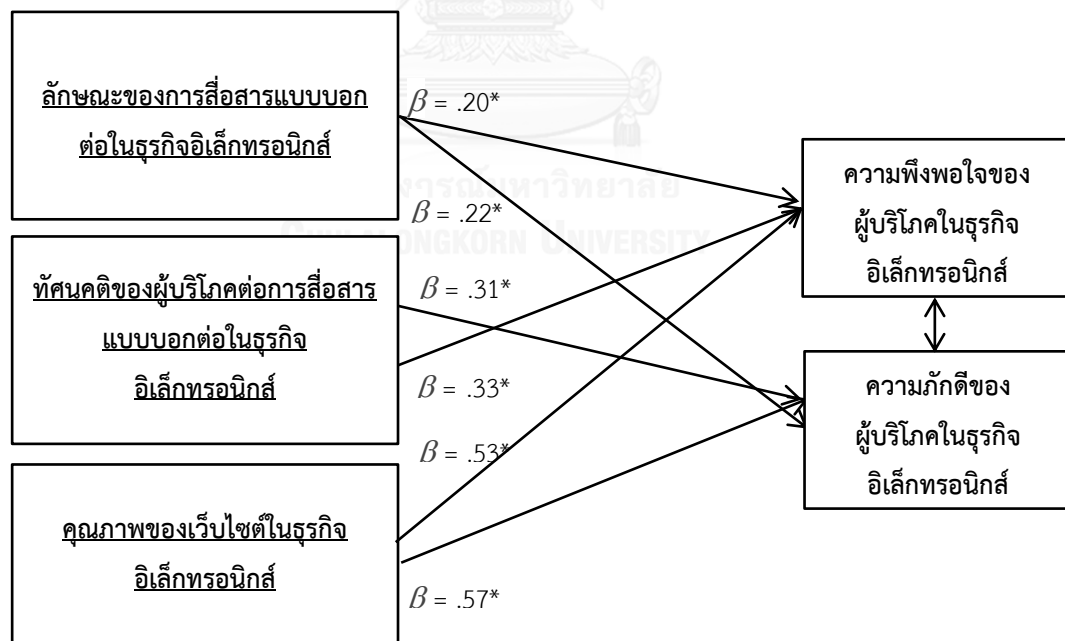 ลักษณะของการสื่อสารแบบบอก
ต่อในธุรกิจอิเล็กทรอนิกส์
β = .20*
β = .22*
ทัศนคติของผู้บริโภคต่อการสื่อสาร
แบบบอกต่อในธุรกิจ
อิเล็กทรอนิกส์
β = .31*
β = .33*
β = .53*
คุณภาพของเว็บไซต์ในธุรกิจ
อิเล็กทรอนิกส์
β = .57*
ความพึงพอใจของ
ผู้บริโภคในธุรกิจ
อิเล็กทรอนิกส์
ความภักดีของ
ผู้บริโภคในธุรกิจ
อิเล็กทรอนิกส์
UNIVERSITY